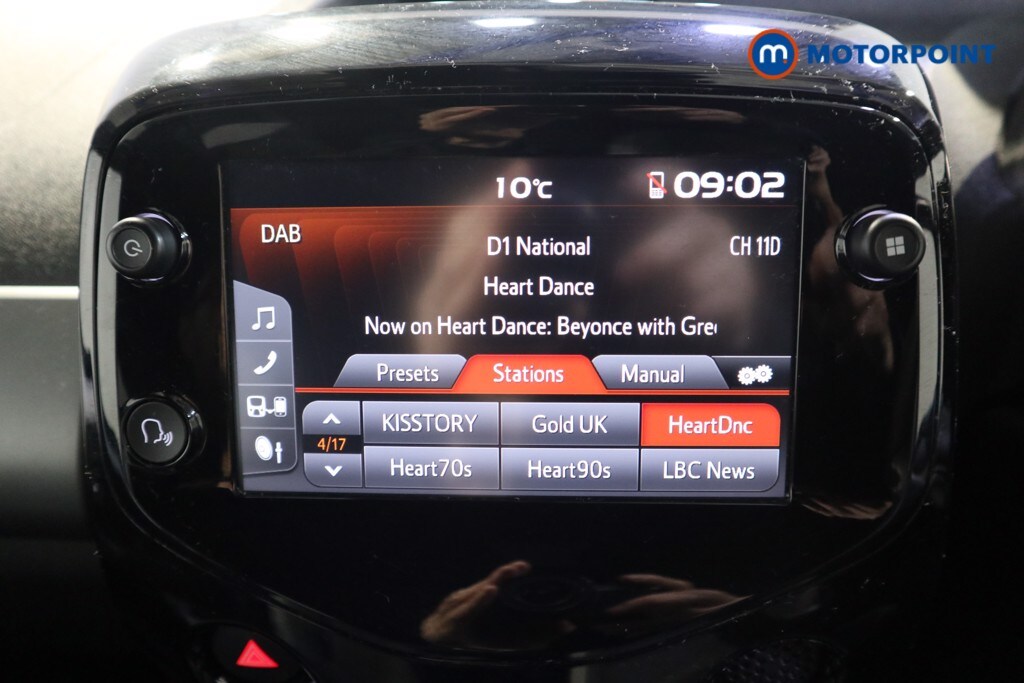 m MOTORPOINT
10°C 09:02
DAB
D1 National CH 11D
Heart Dance
Now on Heart Dance: Beyonce with Gre
Presets Stations Manual
KISSTORY Gold UK HeartDnc
4/17
Heart70s Heart90s LBC News